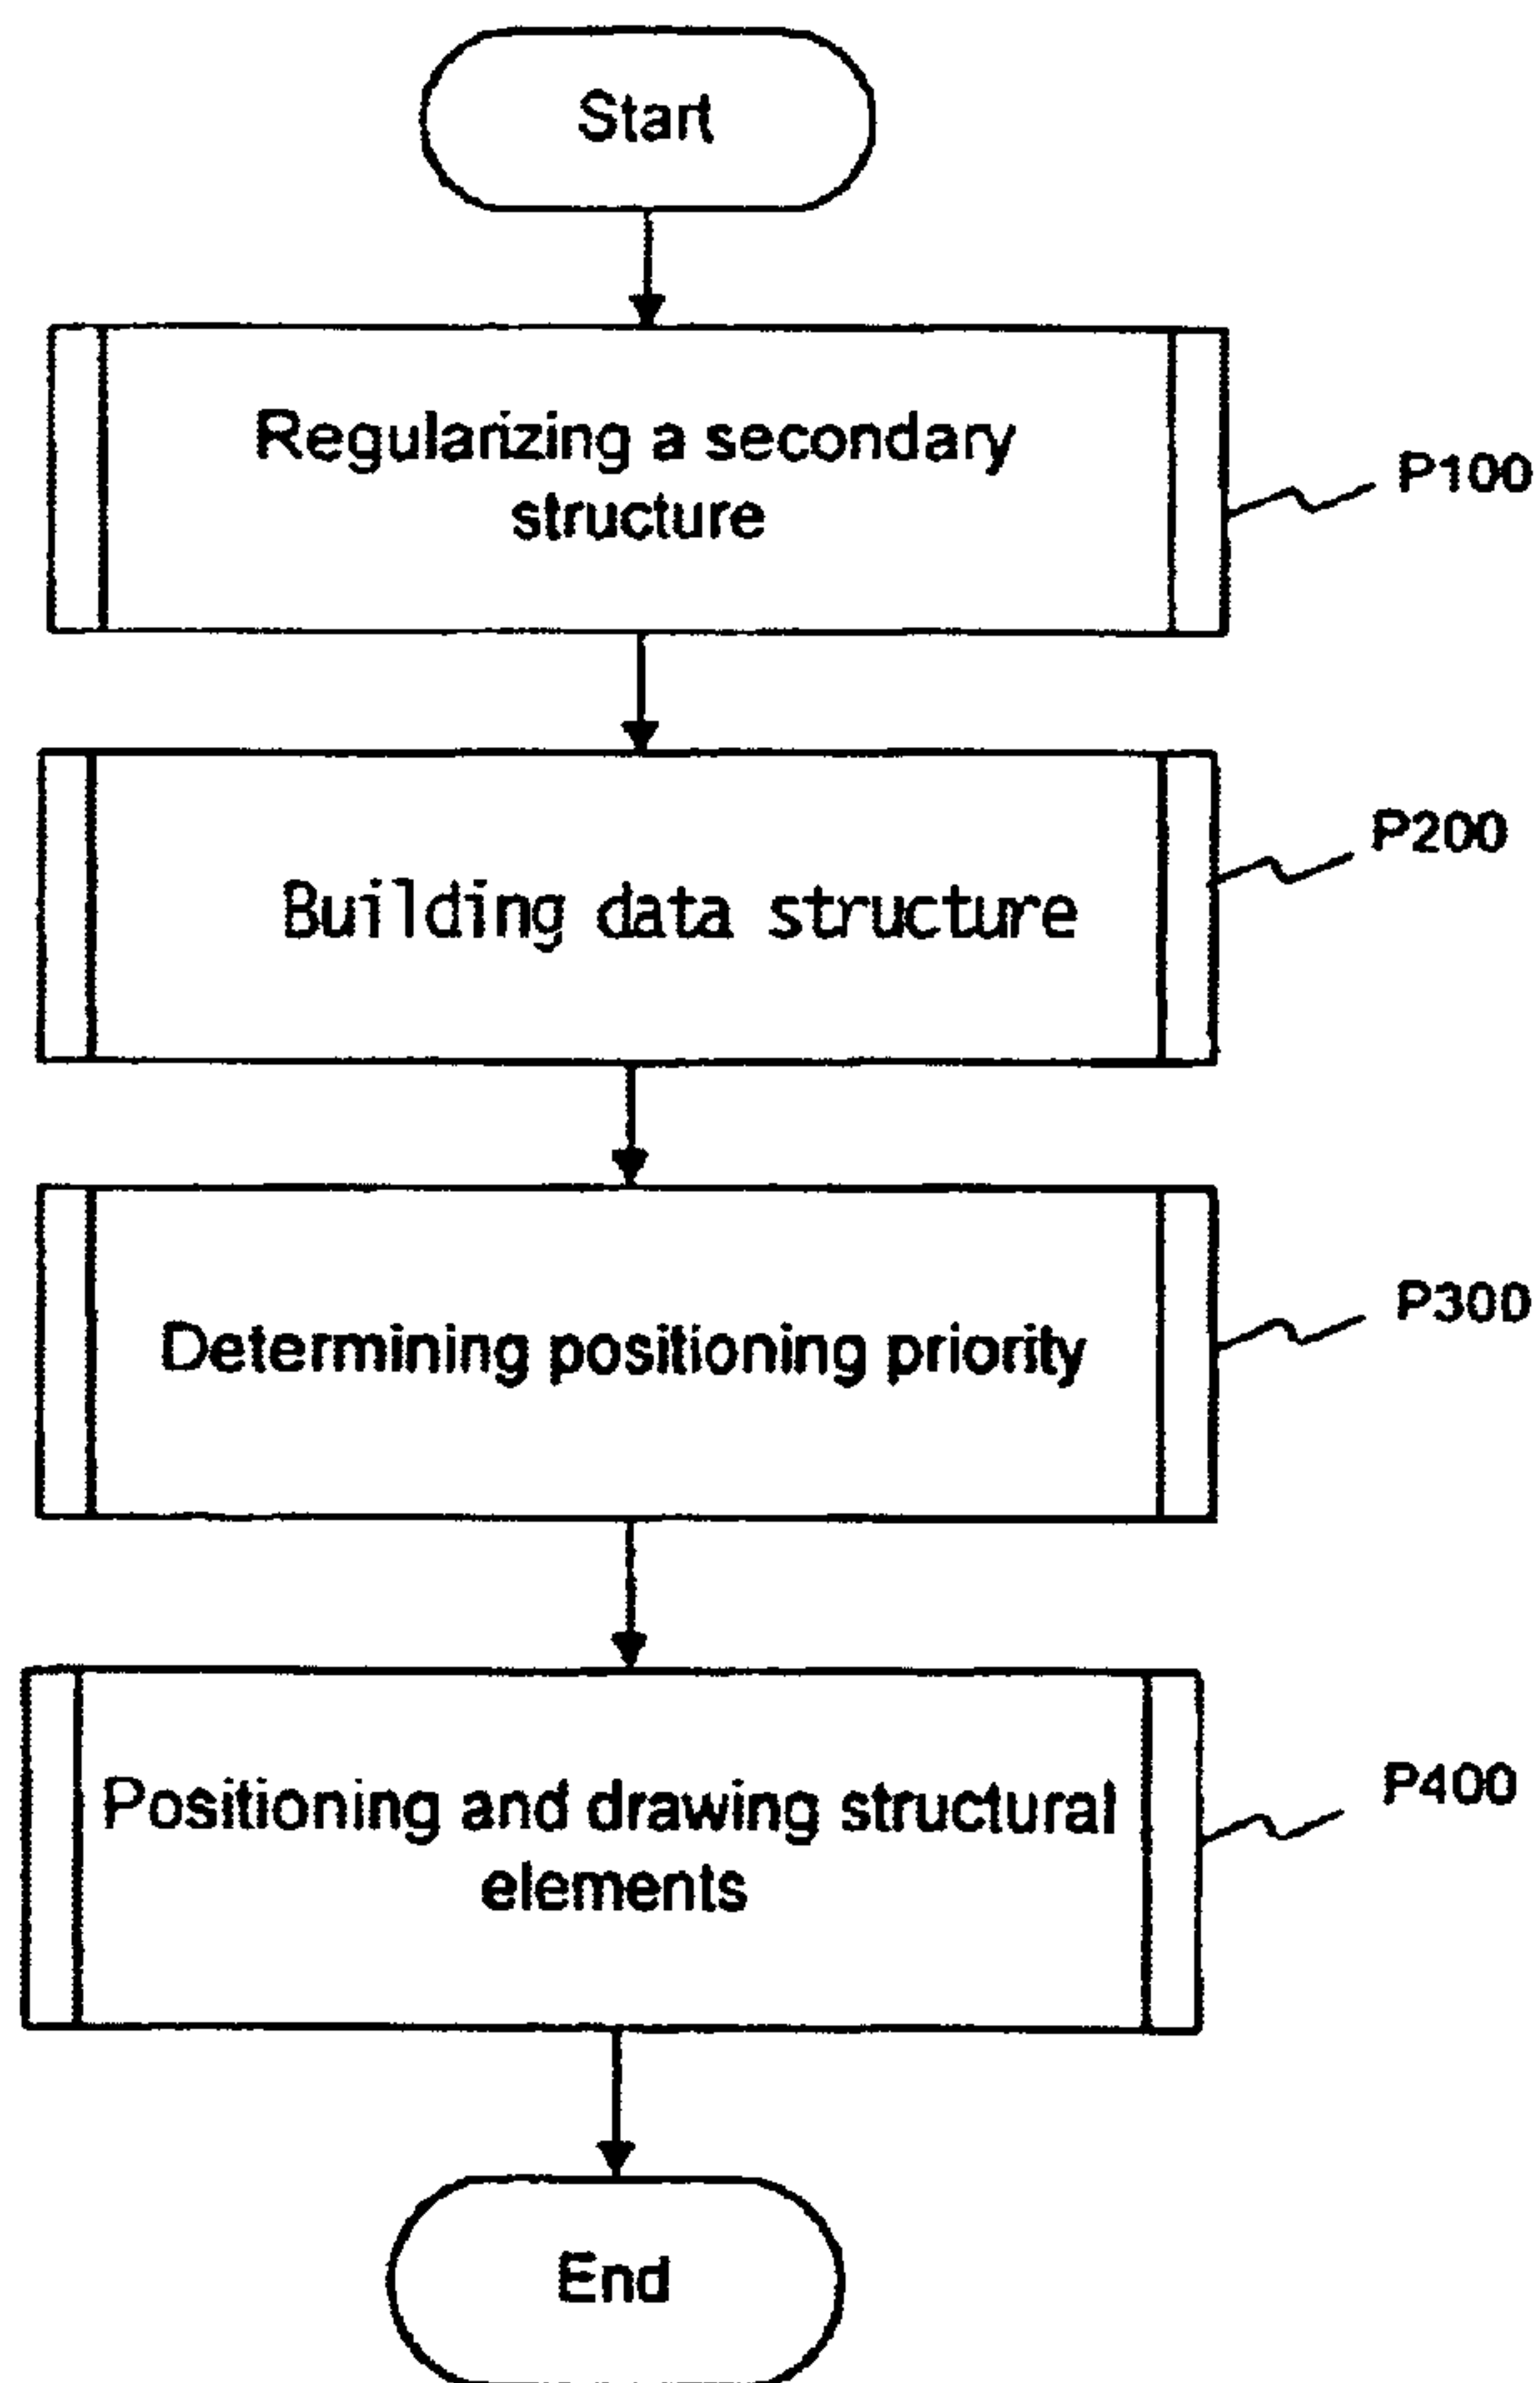 Start
Regularizing a secondary
structure
P100
Building data structure
P200
Determining positioning priority
P300
Positioning and drawing structural
elements
P400
End